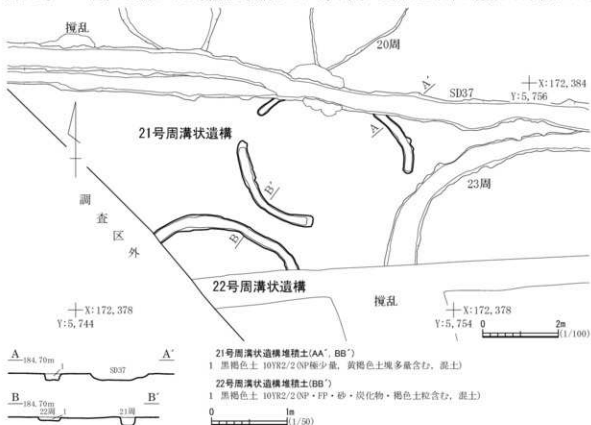 撹乱
20周
A'
SD37
X:172,384
Y:5,756
21号周溝状遺構
A
B'
23周
調査区外
B
22号周溝状遺構
撹乱
X:172,378
Y:5,744
X:172,378
Y:5,754
0 2m
(1/100)
A A'
184.70m
1
SD37
B B'
184.70m
22周 1 21周
21号周溝状遺構堆積土(AA', BB')
1 黒褐色土 10YR2/2(NP極少量, 黄褐色土塊多量含む, 混土)
22号周溝状遺構堆積土(BB')
1 黒褐色土 10YR2/2(NP・FP・砂・炭化物・褐色土粒含む, 混土)
0 1m
(1/50)